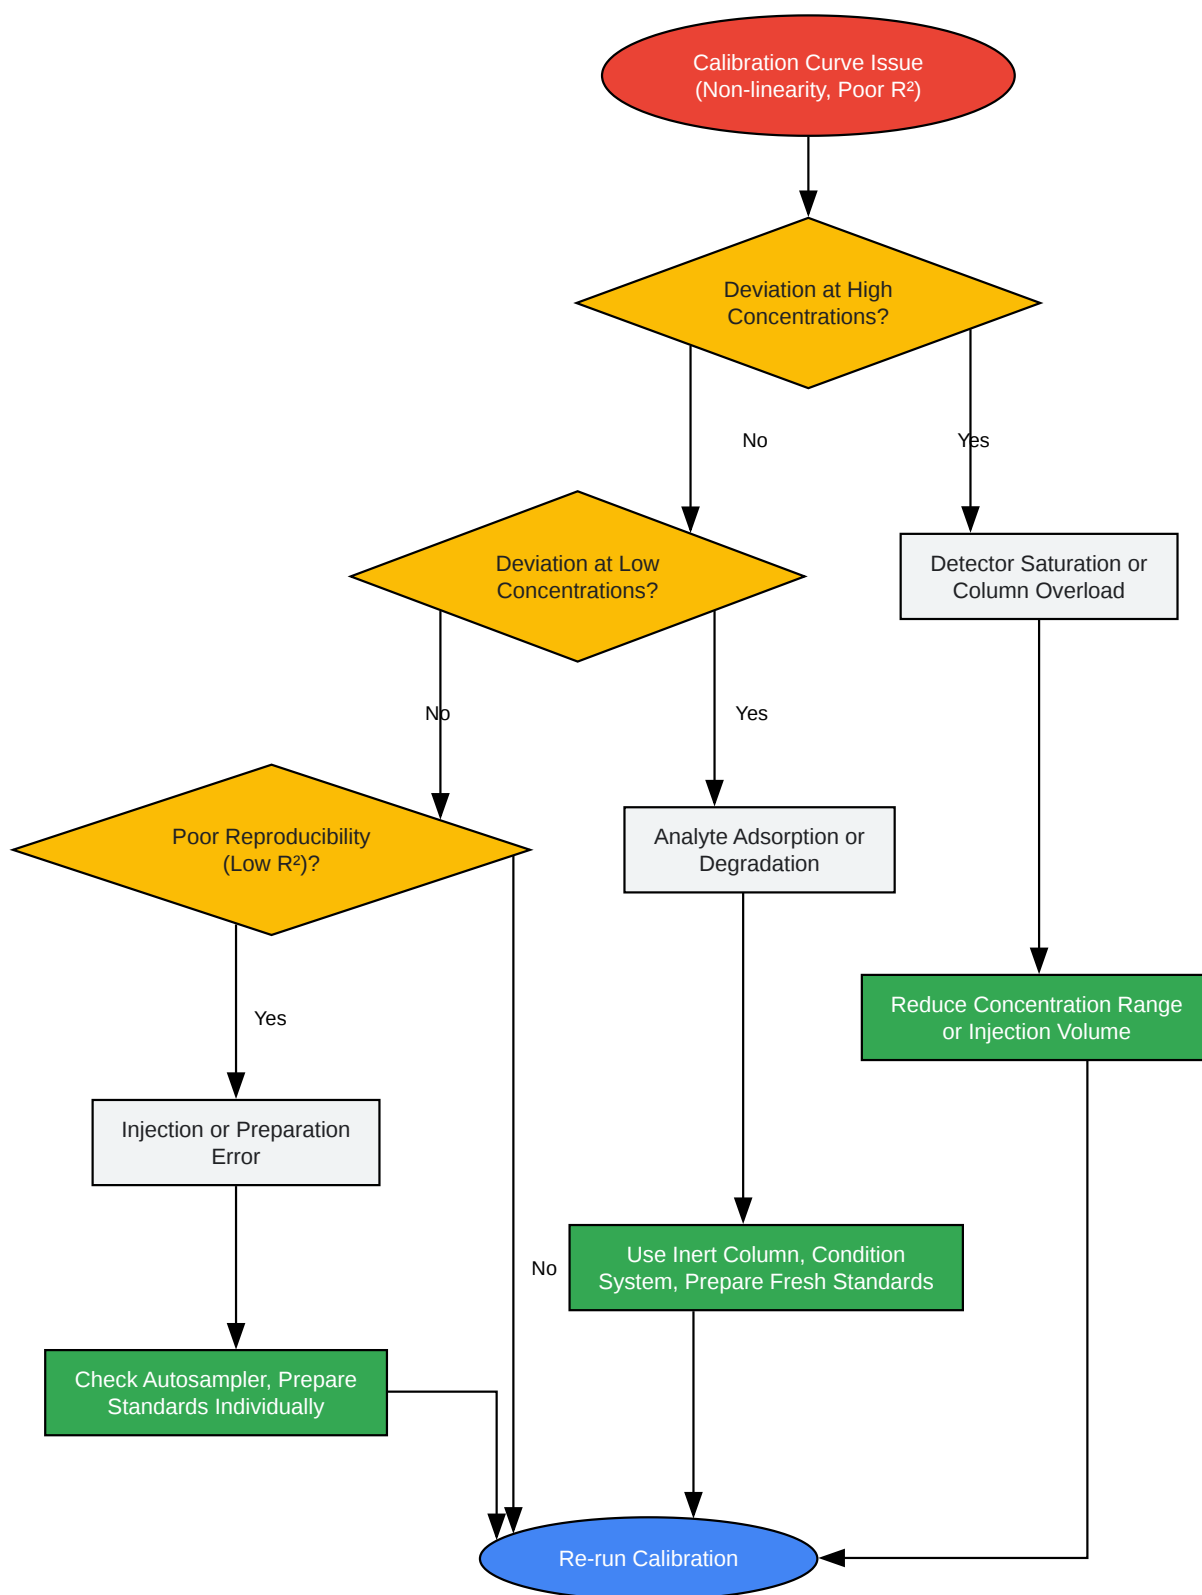 Calibration Curve Issue
(Non-linearity, Poor R²)
Deviation at High
Concentrations?
No
Yes
Deviation at Low
Concentrations?
Detector Saturation or
Column Overload
No
Yes
Poor Reproducibility
(Low R²)?
Analyte Adsorption or
Degradation
Reduce Concentration Range
or Injection Volume
Yes
Injection or Preparation
Error
No
Use Inert Column, Condition
System, Prepare Fresh Standards
Check Autosampler, Prepare
Standards Individually
Re-run Calibration